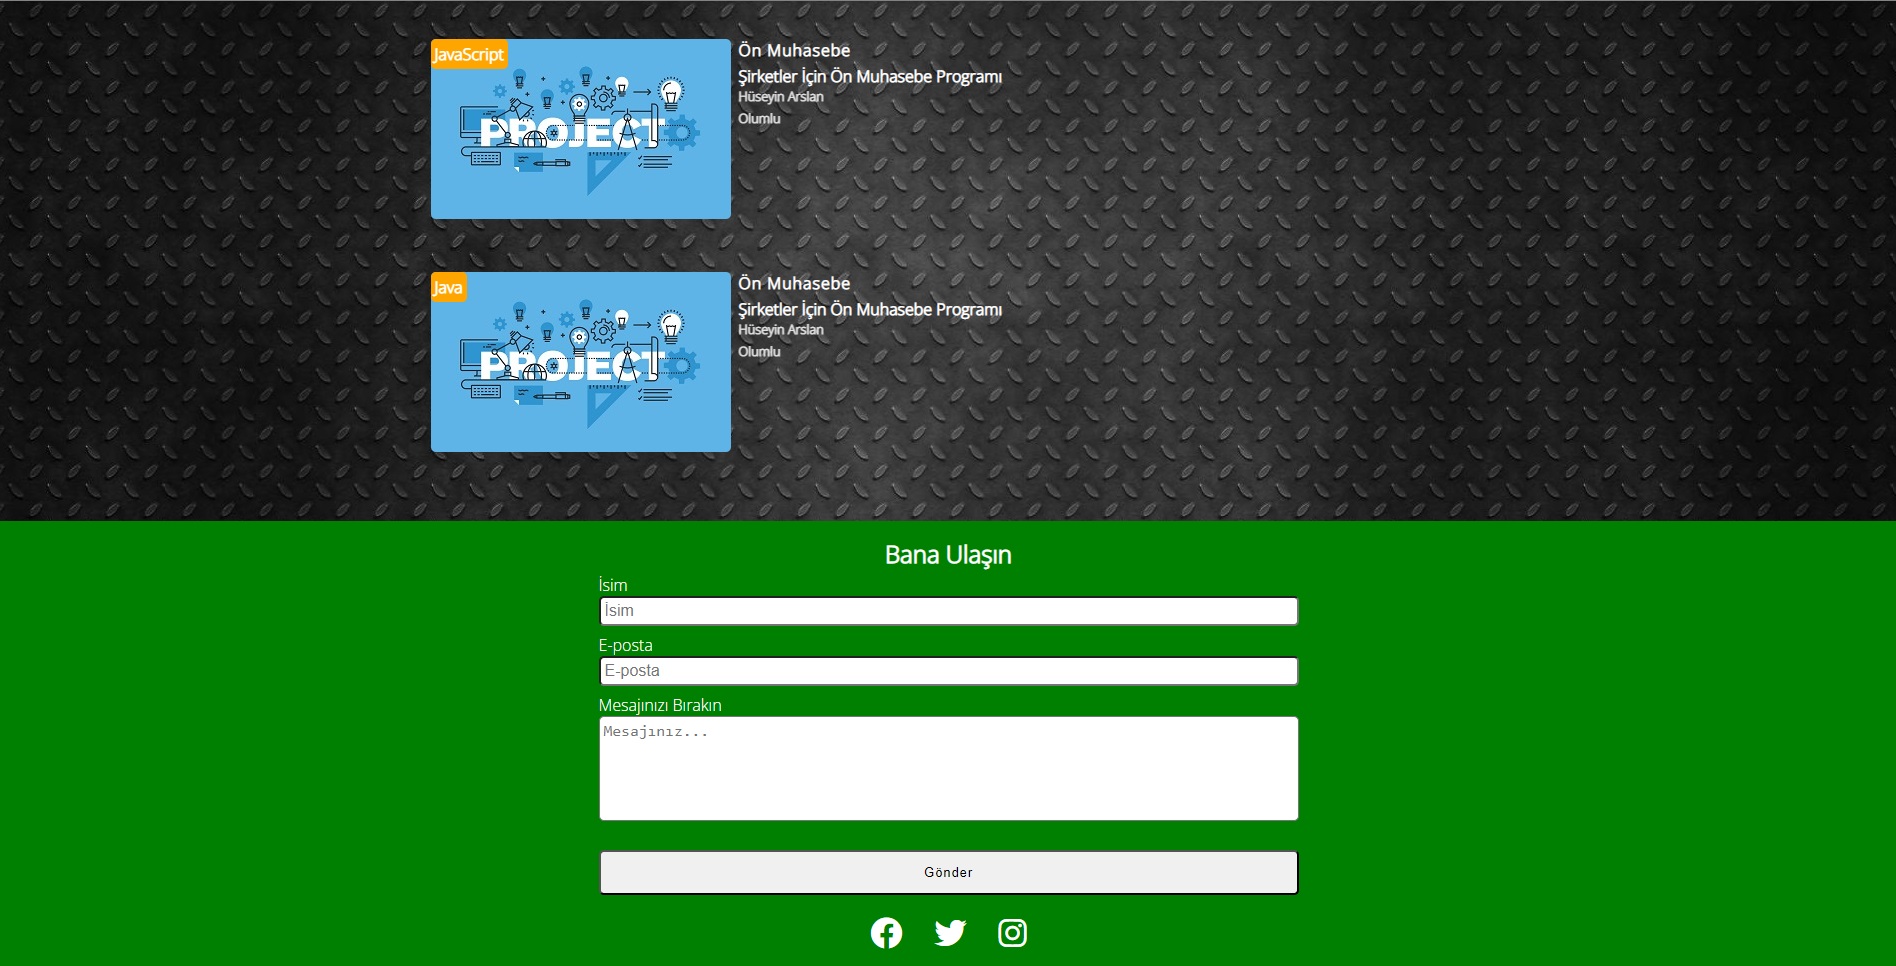 JavaScript
PROJECT
Ön Muhasebe
Şirketler İçin Ön Muhasebe Programı
Hüseyin Arslan
Olumlu
Java
PROJECT
Ön Muhasebe
Şirketler İçin Ön Muhasebe Programı
Hüseyin Arslan
Olumlu
Bana Ulaşın
İsim
İsim
E-posta
E-posta
Mesajınızı Bırakın
Mesajınız...
Gönder